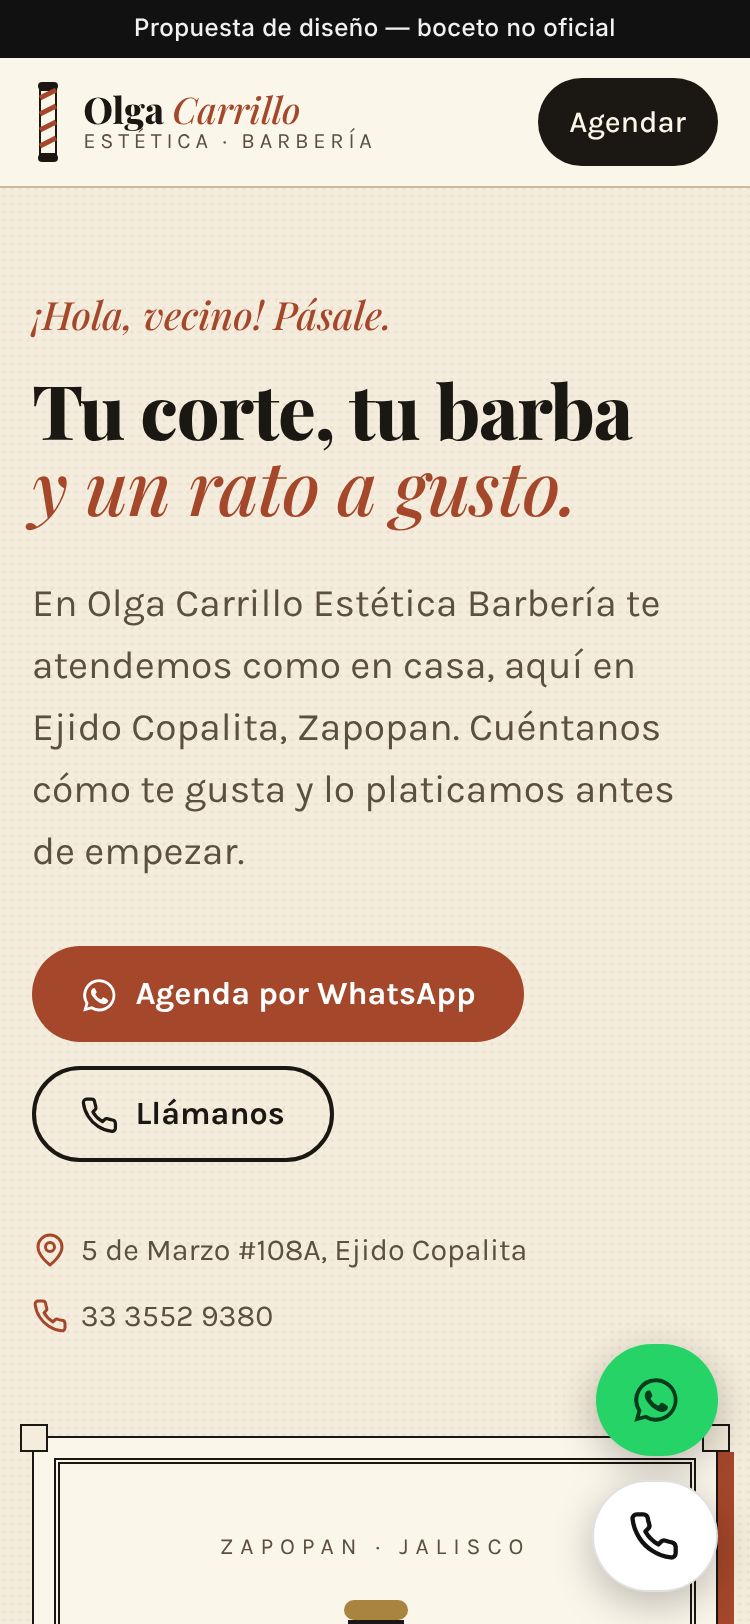 Propuesta de diseño — boceto no oficial
Olga Carrillo
ESTÉTICA · BARBERÍA
Agendar
¡Hola, vecino! Pásale.
Tu corte, tu barba
y un rato a gusto.
En Olga Carrillo Estética Barbería te
atendemos como en casa, aquí en
Ejido Copalita, Zapopan. Cuéntanos
cómo te gusta y lo platicamos antes
de empezar.
Agenda por WhatsApp
Llámanos
5 de Marzo #108A, Ejido Copalita
33 3552 9380
ZAPOPAN · JALISCO